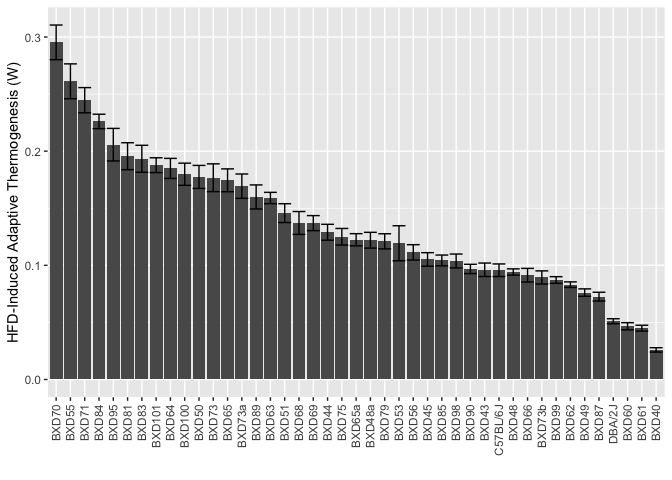 HFD-Induced Adaptive Thermogenesis (W)
0.3
0.2
0.1
0.0
BXD70
BXD55
BXD71
BXD84
BXD95
BXD81
BXD83
BXD101
BXD64
BXD100
BXD50
BXD73
BXD65
BXD73a
BXD89
BXD63
BXD51
BXD68
BXD69
BXD44
BXD75
BXD65a
BXD48a
BXD79
BXD53
BXD56
BXD45
BXD85
BXD98
BXD90
BXD43
C57BL/6J
BXD48
BXD66
BXD73b
BXD99
BXD62
BXD49
BXD87
DBA/2J
BXD60
BXD61
BXD40